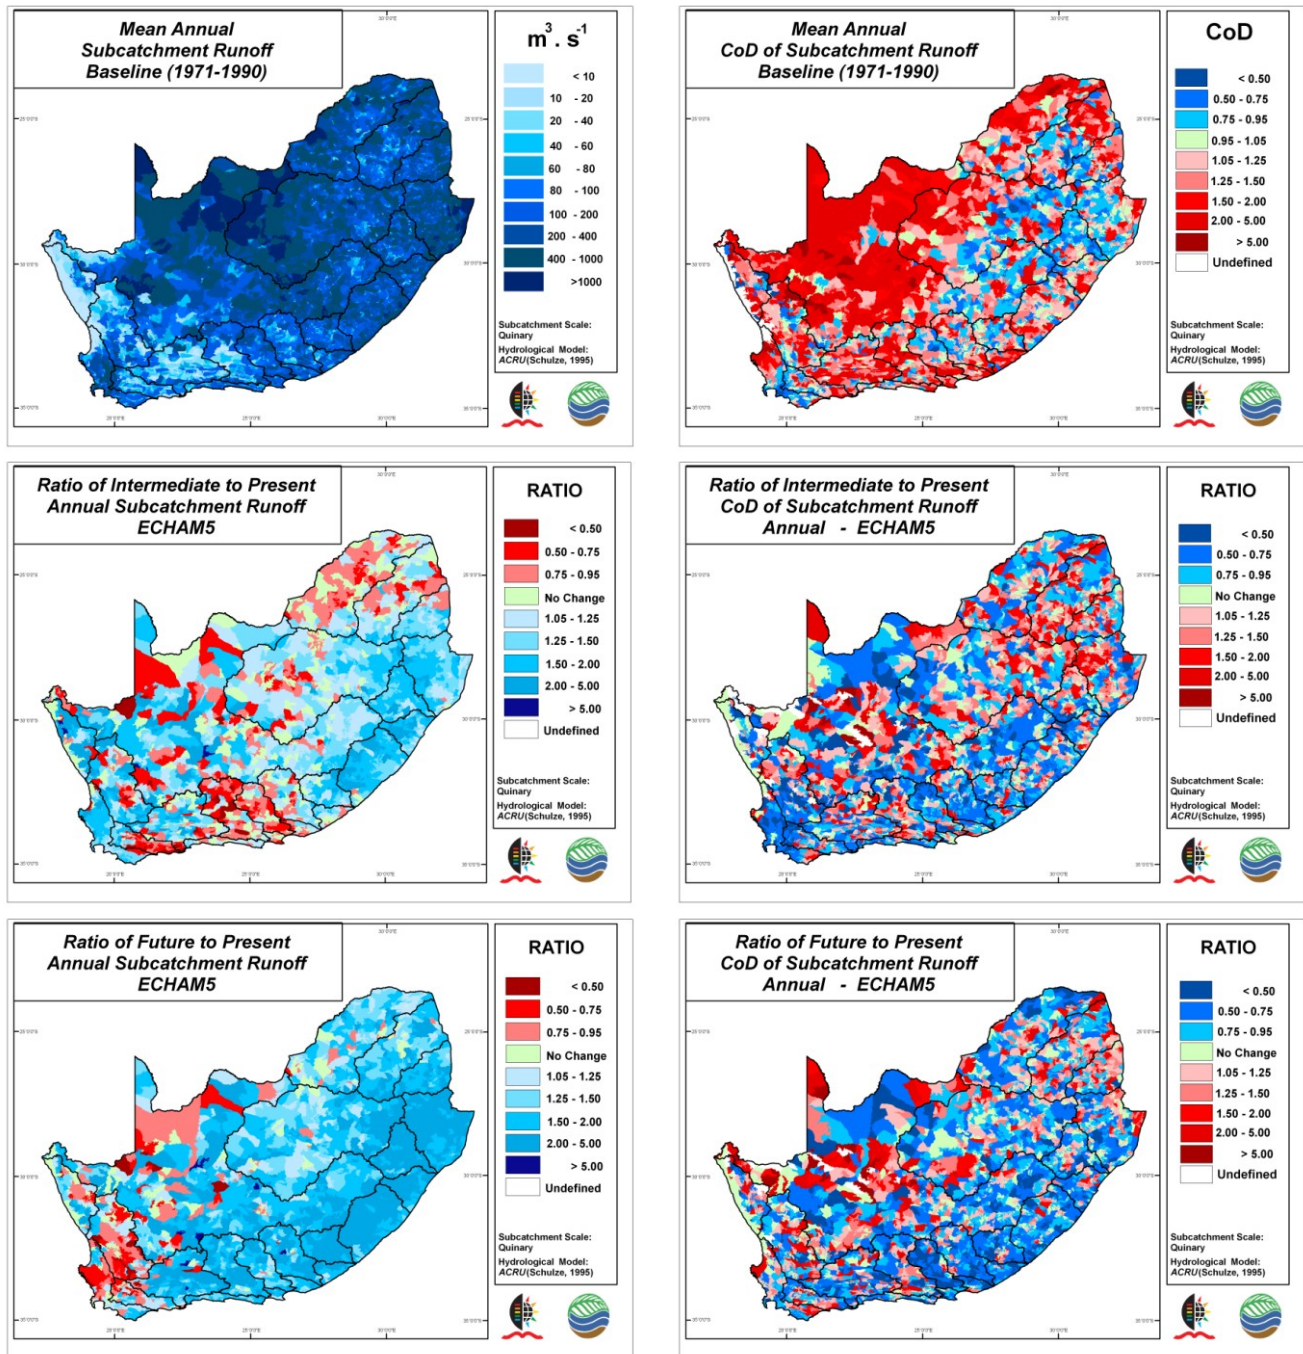 Mean Annual
Subcatchment Runoff
Baseline (1971-1990)
m³ . s⁻¹
< 10
10 - 20
20 - 40
40 - 60
60 - 80
80 - 100
100 - 200
200 - 400
400 - 1000
>1000
Subcatchment Scale:
Quinary
Hydrological Model:
ACRU(Schulze, 1995)
Mean Annual
CoD of Subcatchment Runoff
Baseline (1971-1990)
CoD
< 0.50
0.50 - 0.75
0.75 - 0.95
0.95 - 1.05
1.05 - 1.25
1.25 - 1.50
1.50 - 2.00
2.00 - 5.00
> 5.00
Undefined
Subcatchment Scale:
Quinary
Hydrological Model:
ACRU(Schulze, 1995)
Ratio of Intermediate to Present
Annual Subcatchment Runoff
ECHAM5
RATIO
< 0.50
0.50 - 0.75
0.75 - 0.95
No Change
1.05 - 1.25
1.25 - 1.50
1.50 - 2.00
2.00 - 5.00
> 5.00
Undefined
Subcatchment Scale:
Quinary
Hydrological Model:
ACRU(Schulze, 1995)
Ratio of Intermediate to Present
CoD of Subcatchment Runoff
Annual - ECHAM5
RATIO
< 0.50
0.50 - 0.75
0.75 - 0.95
No Change
1.05 - 1.25
1.25 - 1.50
1.50 - 2.00
2.00 - 5.00
> 5.00
Undefined
Subcatchment Scale:
Quinary
Hydrological Model:
ACRU(Schulze, 1995)
Ratio of Future to Present
Annual Subcatchment Runoff
ECHAM5
RATIO
< 0.50
0.50 - 0.75
0.75 - 0.95
No Change
1.05 - 1.25
1.25 - 1.50
1.50 - 2.00
2.00 - 5.00
> 5.00
Undefined
Subcatchment Scale:
Quinary
Hydrological Model:
ACRU(Schulze, 1995)
Ratio of Future to Present
CoD of Subcatchment Runoff
Annual - ECHAM5
RATIO
< 0.50
0.50 - 0.75
0.75 - 0.95
No Change
1.05 - 1.25
1.25 - 1.50
1.50 - 2.00
2.00 - 5.00
> 5.00
Undefined
Subcatchment Scale:
Quinary
Hydrological Model:
ACRU(Schulze, 1995)